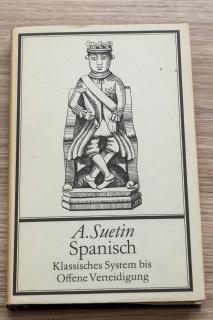 A. Suetin
Spanisch
Klassisches System bis
Offene Verteidigung